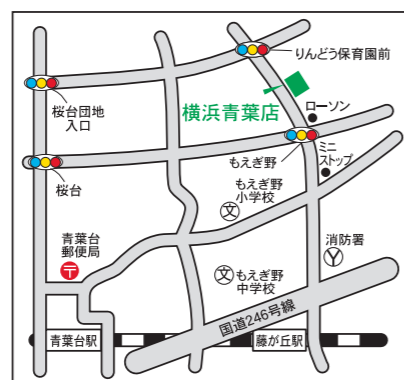 りんどう保育園前
桜台団地
入口
横浜青葉店
ローソン
もえぎ野
ミニ
ストップ
桜台
もえぎ野
小学校
文
青葉台
郵便局
〒
消防署
Y
文
もえぎ野
中学校
国道246号線
青葉台駅
藤が丘駅